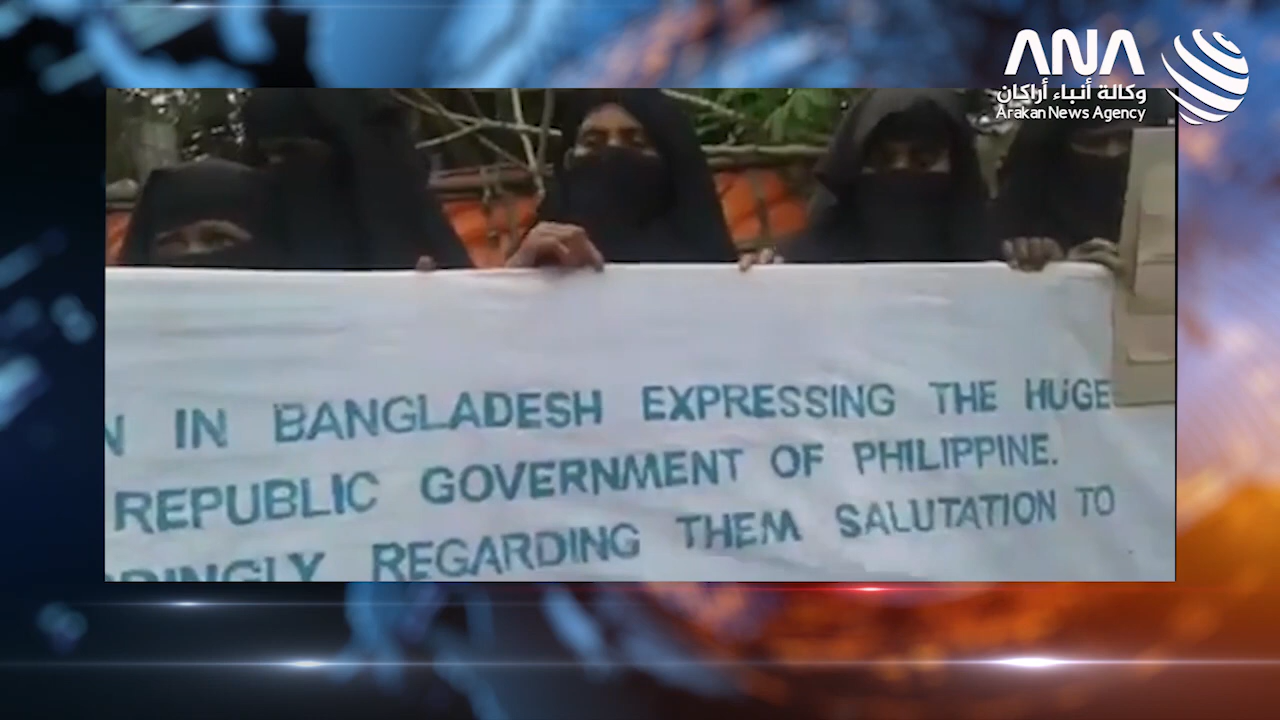 ANA
وكالة أنباء أراكان
Arakan News Agency
IN BANGLADESH EXPRESSING THE HUGE
REPUBLIC GOVERNMENT OF PHILIPPINE.
REGARDING THEM SALUTATION TO